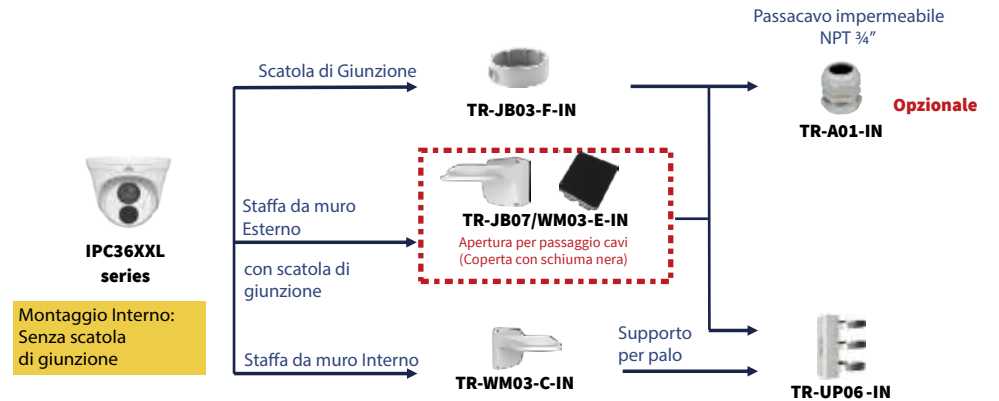 Passacavo impermeabile
NPT ¾”
Scatola di Giunzione
TR-JB03-F-IN
Opzionale
TR-A01-IN
IPC36XXL
series
Staffa da muro
Esterno
con scatola di
giunzione
TR-JB07/WM03-E-IN
Apertura per passaggio cavi
(Coperta con schiuma nera)
Montaggio Interno:
Senza scatola
di giunzione
Staffa da muro Interno
TR-WM03-C-IN
Supporto
per palo
TR-UP06-IN